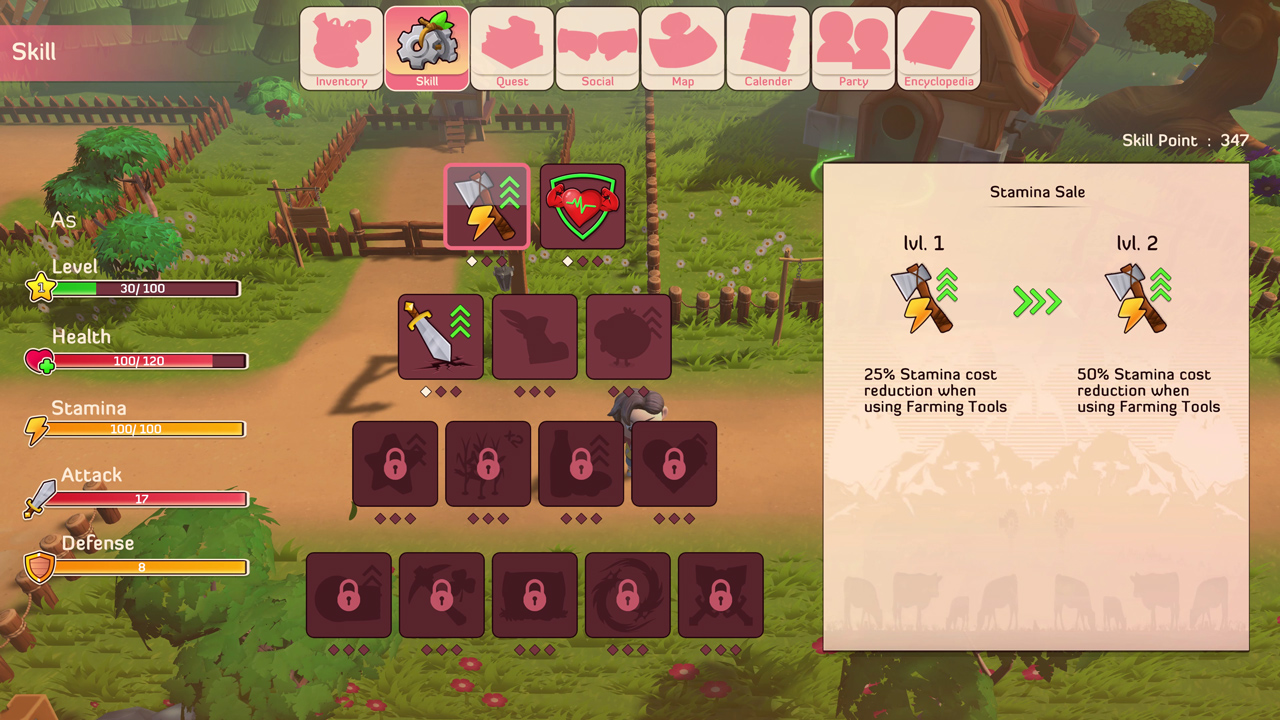 Skill
Inventory
Skill
Quest
Social
Map
Calender
Party
Encyclopedia
Skill Point : 347
As
Level
1
30/100
Health
100/120
Stamina
100/100
Attack
17
Defense
8
Stamina Sale
lvl. 1
lvl. 2
25% Stamina cost
reduction when
using Farming Tools
50% Stamina cost
reduction when
using Farming Tools